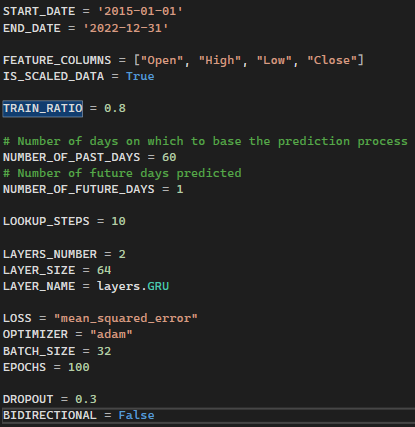 START_DATE = '2015-01-01'
END_DATE = '2022-12-31'
FEATURE_COLUMNS = ["Open", "High", "Low", "Close"]
IS_SCALED_DATA = True
TRAIN_RATIO = 0.8
# Number of days on which to base the prediction process
NUMBER_OF_PAST_DAYS = 60
# Number of future days predicted
NUMBER_OF_FUTURE_DAYS = 1
LOOKUP_STEPS = 10
LAYERS_NUMBER = 2
LAYER_SIZE = 64
LAYER_NAME = layers.GRU
LOSS = "mean_squared_error"
OPTIMIZER = "adam"
BATCH_SIZE = 32
EPOCHS = 100
DROPOUT = 0.3
BIDIRECTIONAL = False